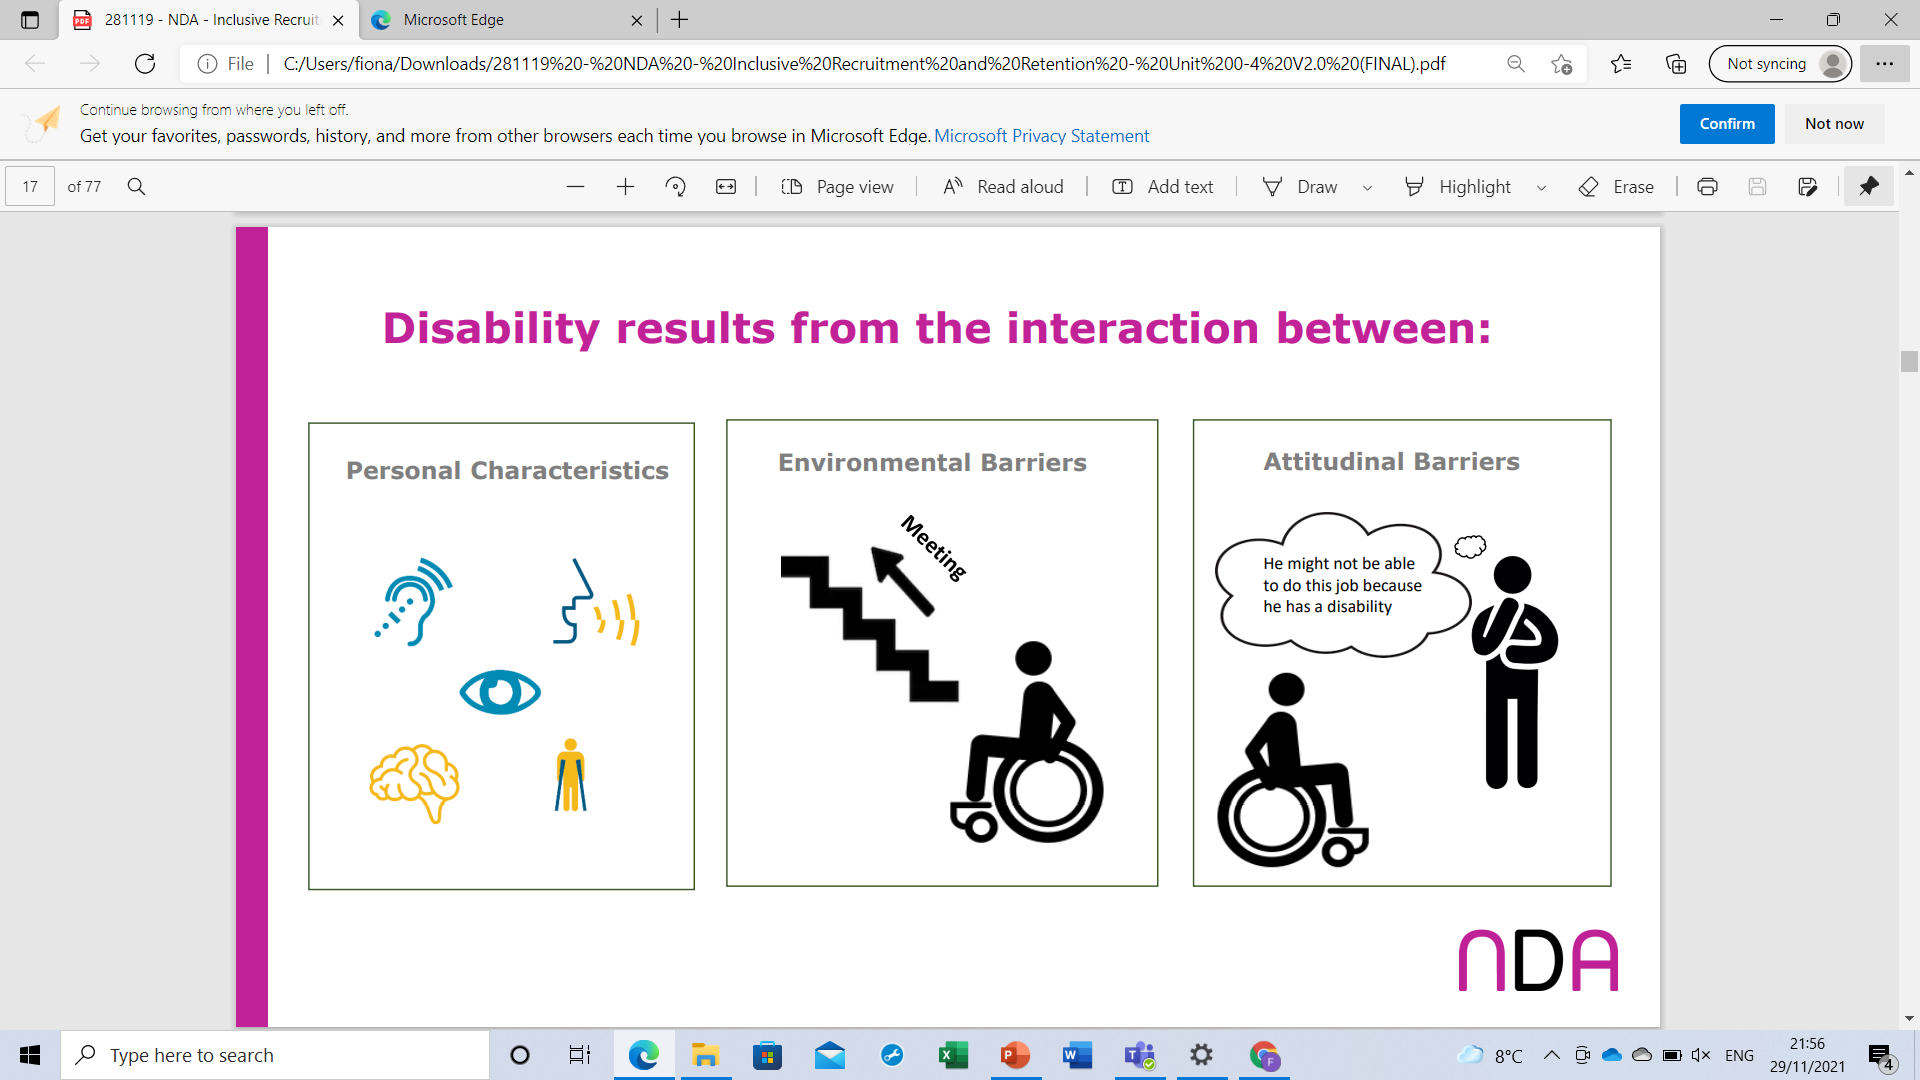 281119 - NDA - Inclusive Recruit
Microsoft Edge
File
C:/Users/fiona/Downloads/281119%20-%20NDA%20-%20Inclusive%20Recruitment%20and%20Retention%20-%20Unit%200-4%20V2.0%20(FINAL).pdf
Not syncing
Continue browsing from where you left off.
Get your favorites, passwords, history, and more from other browsers each time you browse in Microsoft Edge. Microsoft Privacy Statement
Confirm
Not now
17 of 77
Page view
Read aloud
Add text
Draw
Highlight
Erase
Disability results from the interaction between:
Personal Characteristics
Environmental Barriers
Meeting
Attitudinal Barriers
He might not be able
to do this job because
he has a disability
NDA
Type here to search
8°C
ENG
21:56
29/11/2021
4